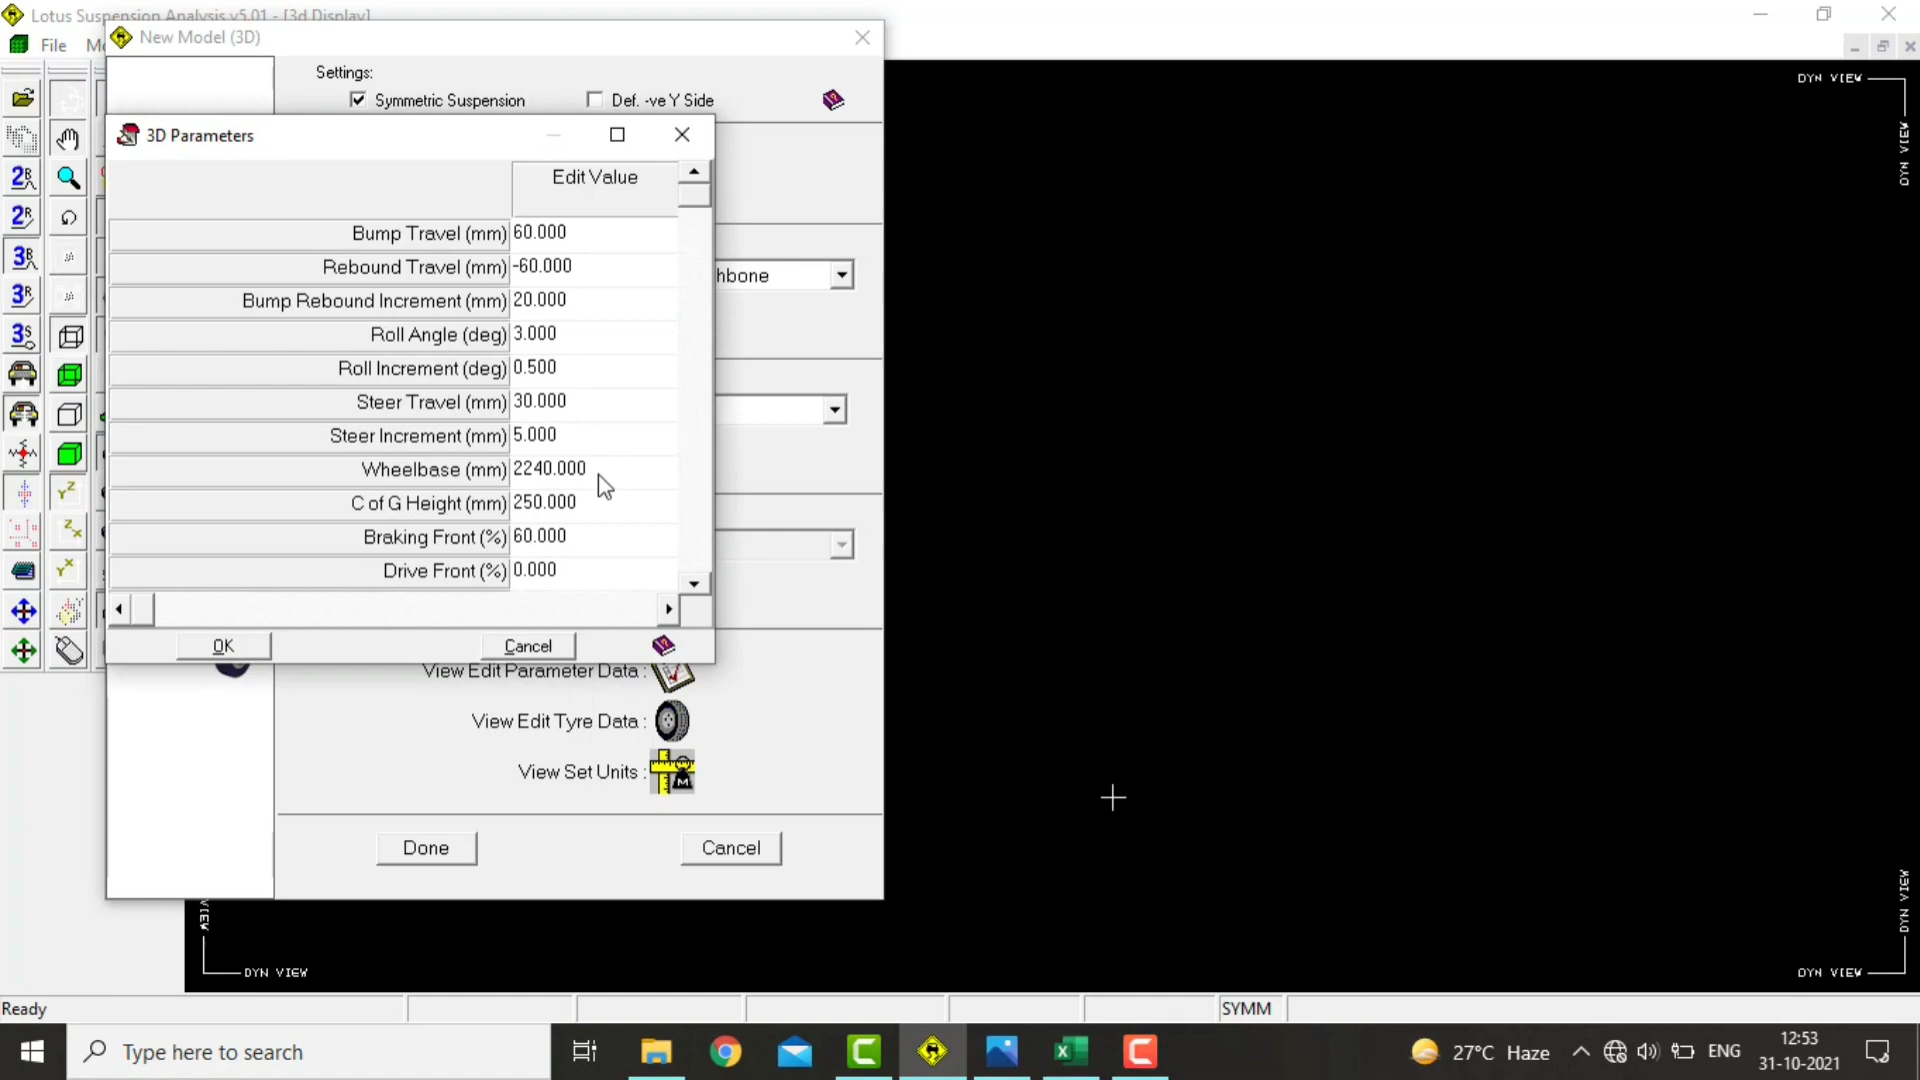 Lotus Suspension Analysis v5.01 - [3d Display]
File
New Model (3D)
Settings:
Symmetric Suspension
Def. -ve Y Side
3D Parameters
Edit Value
Bump Travel (mm) 60.000
Rebound Travel (mm) -60.000
Bump Rebound Increment (mm) 20.000
Roll Angle (deg) 3.000
Roll Increment (deg) 0.500
Steer Travel (mm) 30.000
Steer Increment (mm) 5.000
Wheelbase (mm) 2240.000
C of G Height (mm) 250.000
Braking Front (%) 60.000
Drive Front (%) 0.000
OK
Cancel
hbone
View Edit Parameter Data :
View Edit Tyre Data :
View Set Units :
Done
Cancel
DYN VIEW
DYN VIEW
DYN VIEW
DYN VIEW
DYN VIEW
Ready
SYMM
Type here to search
27°C Haze
ENG
12:53
31-10-2021